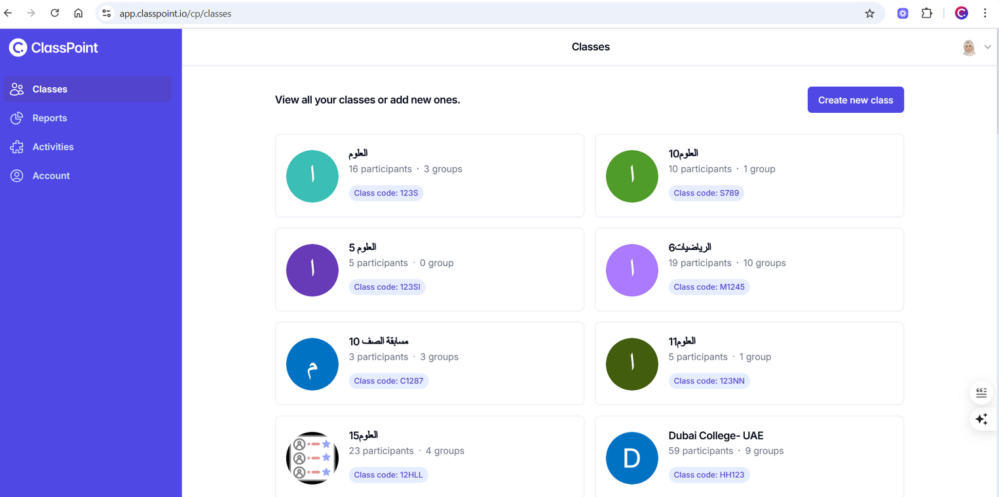 app.classpoint.io/cp/classes
ClassPoint
Classes
Classes
Reports
Activities
Account
View all your classes or add new ones.
Create new class
ا
العلوم
16 participants · 3 groups
Class code: 123S
ا
العلوم10
10 participants · 1 group
Class code: S789
ا
العلوم 5
5 participants · 0 group
Class code: 123SI
ا
الرياضيات6
19 participants · 10 groups
Class code: M1245
م
مسابقة الصف 10
3 participants · 3 groups
Class code: C1287
ا
العلوم11
5 participants · 1 group
Class code: 123NN
العلوم15
23 participants · 4 groups
Class code: 12HLL
D
Dubai College- UAE
59 participants · 9 groups
Class code: HH123